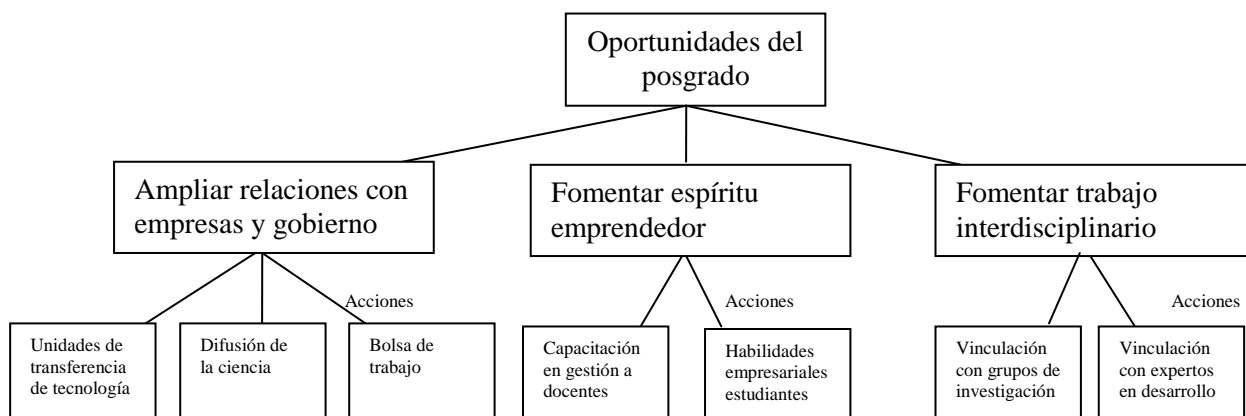 Oportunidades del
posgrado
Ampliar relaciones con
empresas y gobierno
Fomentar espíritu
emprendedor
Fomentar trabajo
interdisciplinario
Acciones
Acciones
Acciones
Unidades de
transferencia
de tecnología
Difusión de
la ciencia
Bolsa de
trabajo
Capacitación
en gestión a
docentes
Habilidades
empresariales
estudiantes
Vinculación
con grupos de
investigación
Vinculación
con expertos
en desarrollo